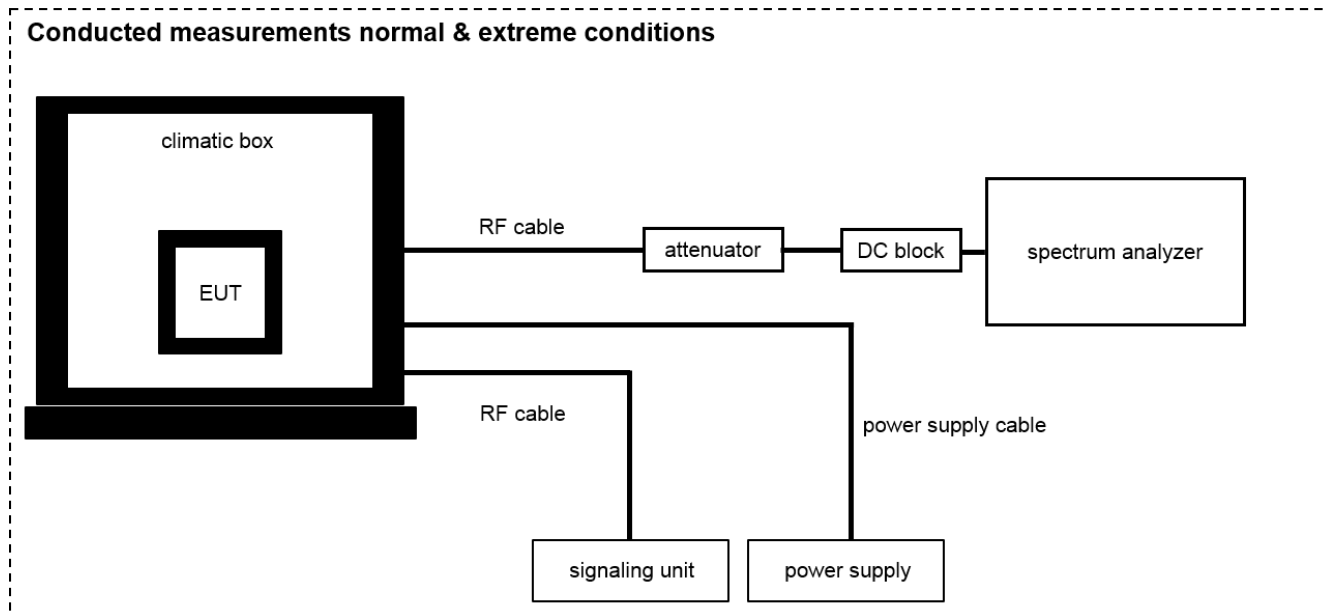 Conducted measurements normal & extreme conditions
climatic box
RF cable
attenuator
DC block
spectrum analyzer
EUT
RF cable
power supply cable
signaling unit
power supply